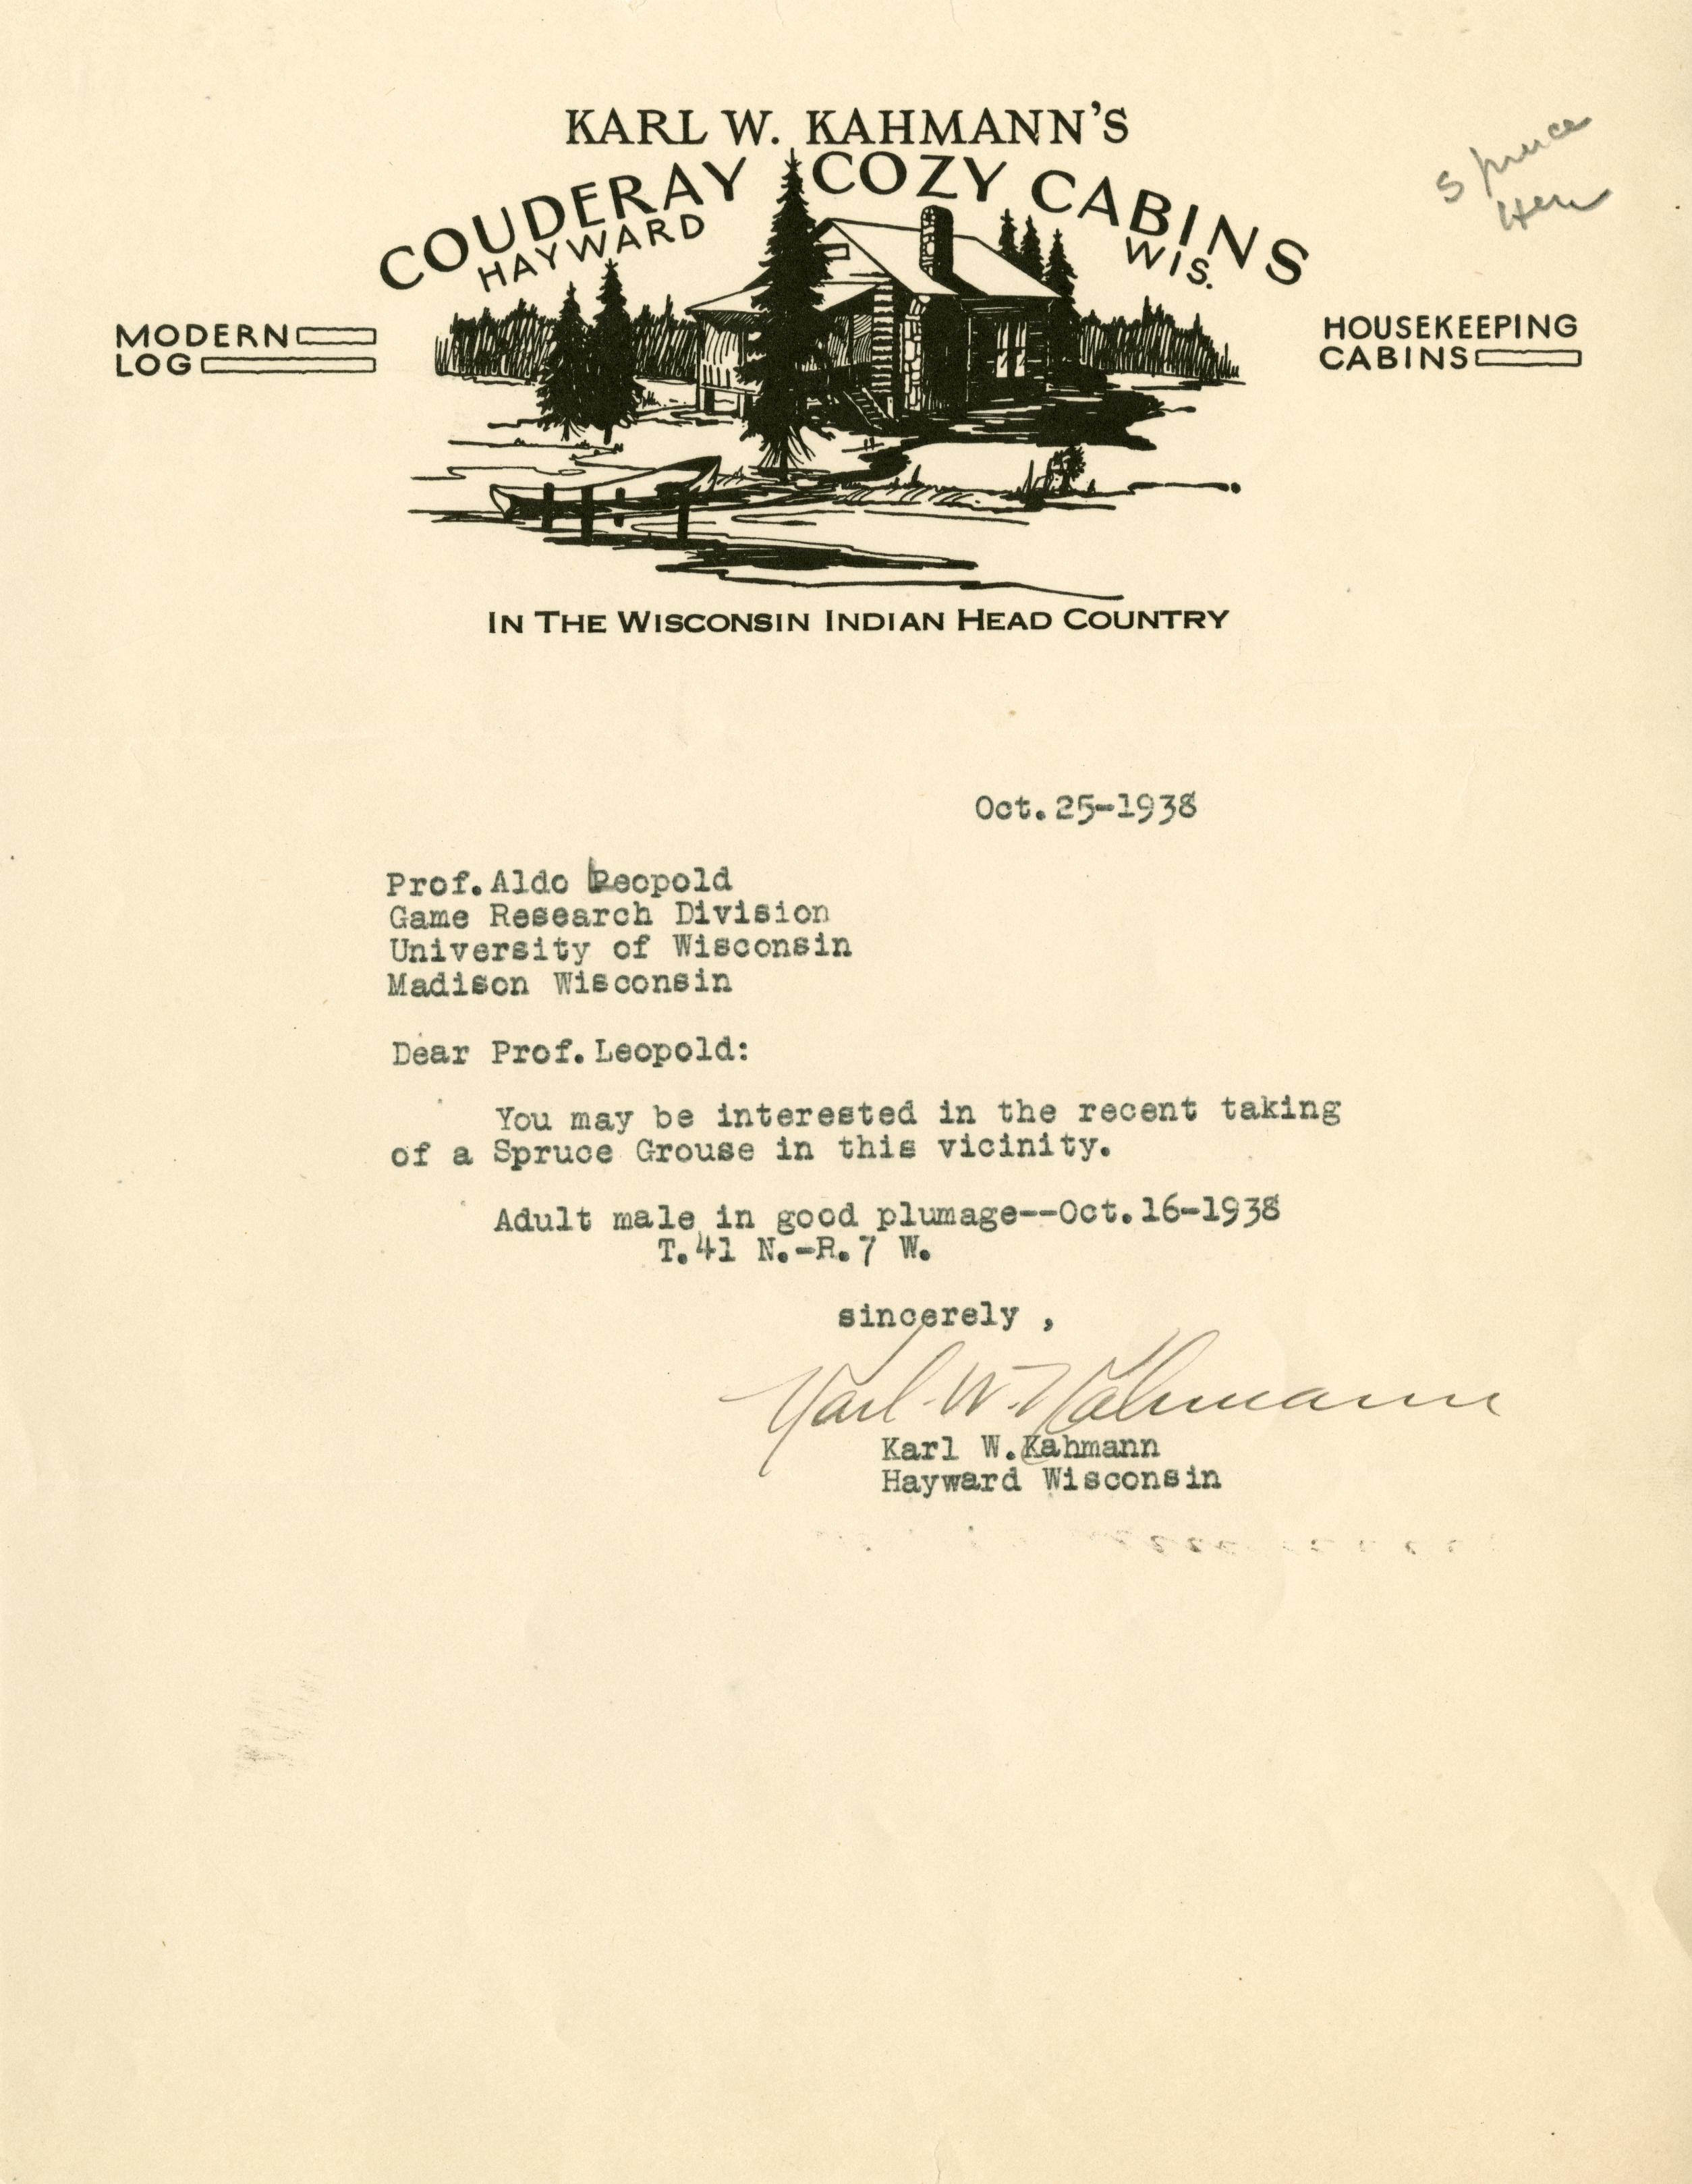 KARL W. KAHMANN'S
COUDERAY COZY CABINS
HAYWARD WIS.
MODERN
LOG
HOUSEKEEPING
CABINS
Spruce
Hen
IN THE WISCONSIN INDIAN HEAD COUNTRY
Oct.25-1938
Prof.Aldo Leopold
Game Research Division
University of Wisconsin
Madison Wisconsin
Dear Prof.Leopold:
You may be interested in the recent taking
of a Spruce Grouse in this vicinity.
Adult male in good plumage--Oct.16-1938
T.41 N.-R.7 W.
sincerely ,
Karl W. Kahmann
Karl W.Kahmann
Hayward Wisconsin